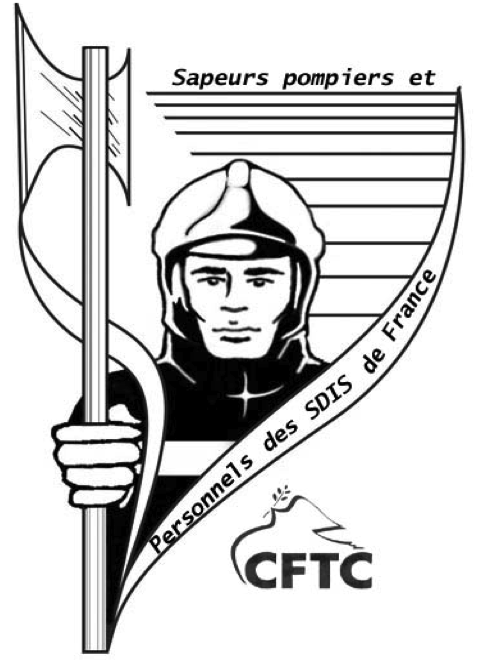 Sapeurs pompiers et
Personnels des SDIS de France
CFTC